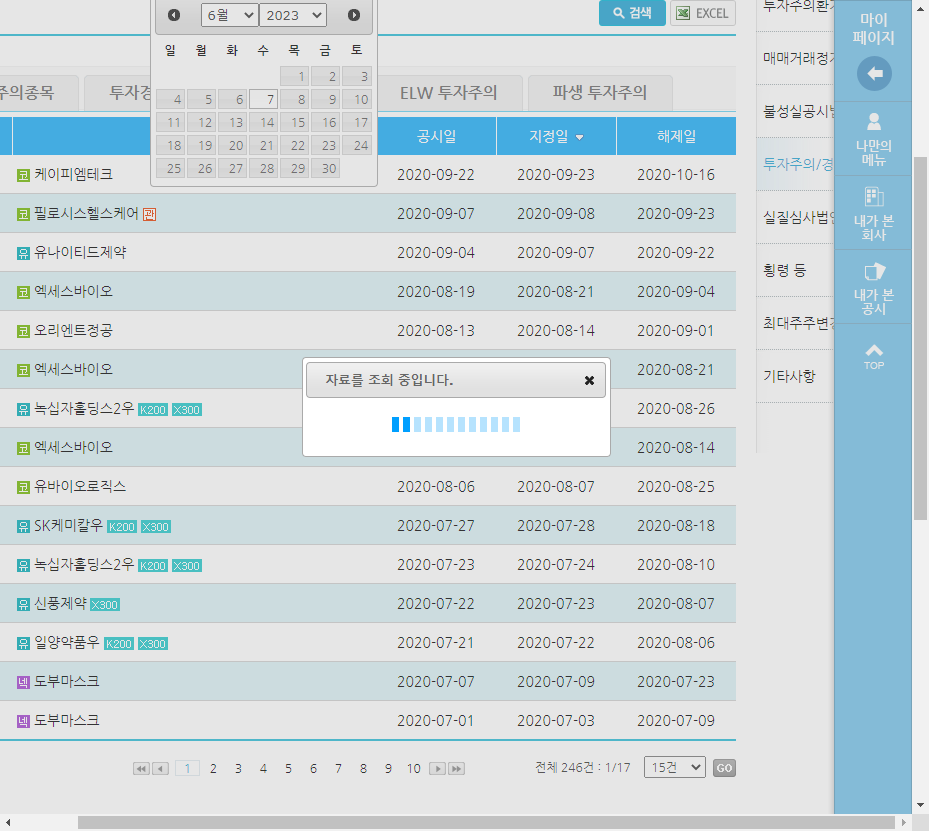 6월 2023
일 월 화 수 목 금 토
1 2 3
4 5 6 7 8 9 10
11 12 13 14 15 16 17
18 19 20 21 22 23 24
25 26 27 28 29 30
검색 EXCEL
주의종목 투자경 ELW 투자주의 파생 투자주의
공시일 지정일 해제일
코 케이피엠테크 2020-09-22 2020-09-23 2020-10-16
코 필로시스헬스케어 관 2020-09-07 2020-09-08 2020-09-23
유 유나이티드제약 2020-09-04 2020-09-07 2020-09-22
코 엑세스바이오 2020-08-19 2020-08-21 2020-09-04
코 오리엔트정공 2020-08-13 2020-08-14 2020-09-01
코 엑세스바이오 2020-08-21
유 녹십자홀딩스2우 K200 X300 2020-08-26
코 엑세스바이오 2020-08-14
코 유바이오로직스 2020-08-06 2020-08-07 2020-08-25
유 SK케미칼우 K200 X300 2020-07-27 2020-07-28 2020-08-18
유 녹십자홀딩스2우 K200 X300 2020-07-23 2020-07-24 2020-08-10
유 신풍제약 X300 2020-07-22 2020-07-23 2020-08-07
유 일양약품우 K200 X300 2020-07-21 2020-07-22 2020-08-06
넥 도부마스크 2020-07-07 2020-07-09 2020-07-23
넥 도부마스크 2020-07-01 2020-07-03 2020-07-09
자료를 조회 중입니다.
1 2 3 4 5 6 7 8 9 10
전체 246건 : 1/17 15건 GO
투자주의환기
매매거래정
불성실공시법
투자주의/경
실질심사법인
횡령 등
최대주주변경
기타사항
마이
페이지
나만의
메뉴
내가 본
회사
내가 본
공시
TOP